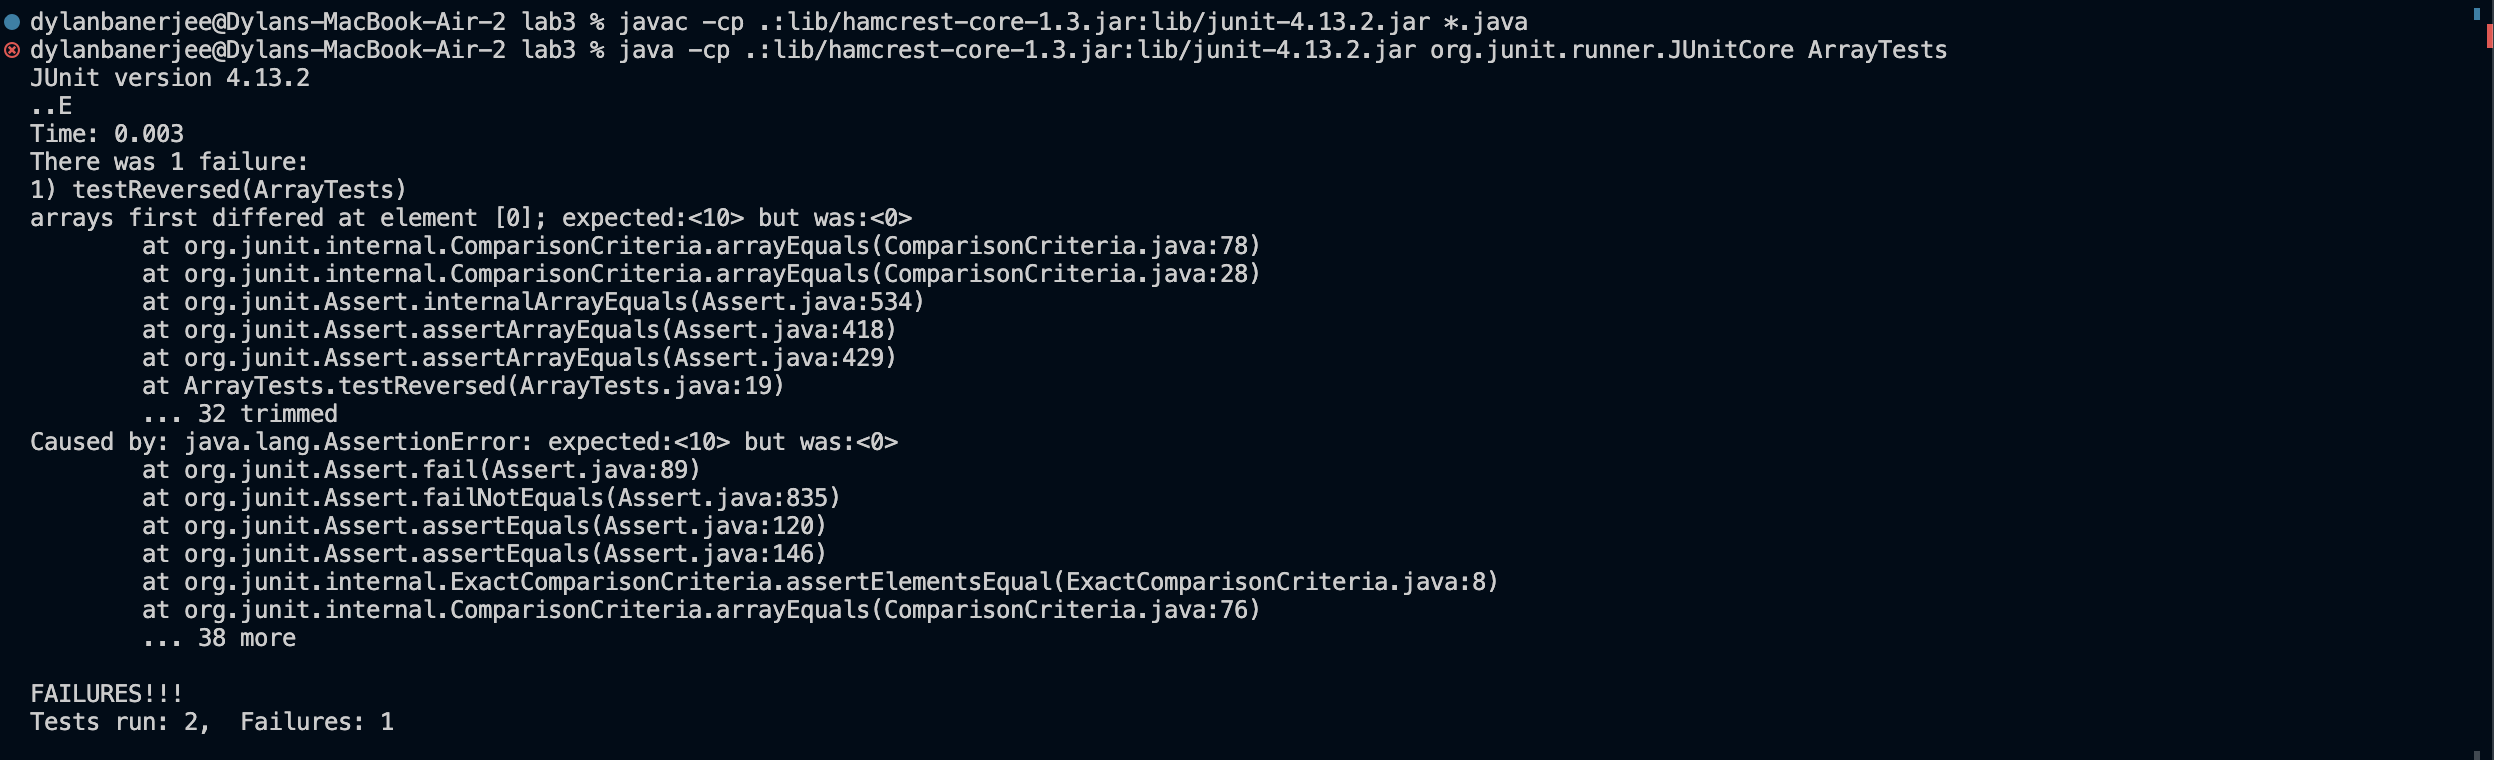 dylanbanerjee@Dylans-MacBook-Air-2 lab3 % javac -cp .:lib/hamcrest-core-1.3.jar:lib/junit-4.13.2.jar *.java
dylanbanerjee@Dylans-MacBook-Air-2 lab3 % java -cp .:lib/hamcrest-core-1.3.jar:lib/junit-4.13.2.jar org.junit.runner.JUnitCore ArrayTests
JUnit version 4.13.2
..E
Time: 0.003
There was 1 failure:
1) testReversed(ArrayTests)
arrays first differed at element [0]; expected:<10> but was:<0>
        at org.junit.internal.ComparisonCriteria.arrayEquals(ComparisonCriteria.java:78)
        at org.junit.internal.ComparisonCriteria.arrayEquals(ComparisonCriteria.java:28)
        at org.junit.Assert.internalArrayEquals(Assert.java:534)
        at org.junit.Assert.assertArrayEquals(Assert.java:418)
        at org.junit.Assert.assertArrayEquals(Assert.java:429)
        at ArrayTests.testReversed(ArrayTests.java:19)
        ... 32 trimmed
Caused by: java.lang.AssertionError: expected:<10> but was:<0>
        at org.junit.Assert.fail(Assert.java:89)
        at org.junit.Assert.failNotEquals(Assert.java:835)
        at org.junit.Assert.assertEquals(Assert.java:120)
        at org.junit.Assert.assertEquals(Assert.java:146)
        at org.junit.internal.ExactComparisonCriteria.assertElementsEqual(ExactComparisonCriteria.java:8)
        at org.junit.internal.ComparisonCriteria.arrayEquals(ComparisonCriteria.java:76)
        ... 38 more

FAILURES!!!
Tests run: 2,  Failures: 1